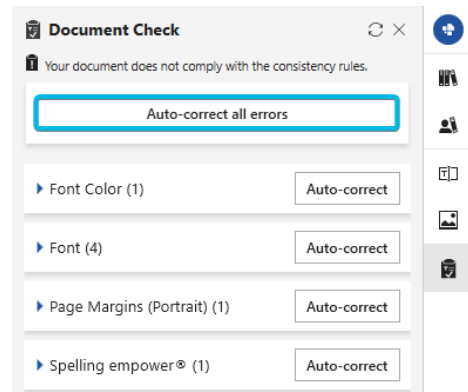 Document Check
Your document does not comply with the consistency rules.
Auto-correct all errors
Font Color (1)
Auto-correct
Font (4)
Auto-correct
Page Margins (Portrait) (1)
Auto-correct
Spelling empower® (1)
Auto-correct